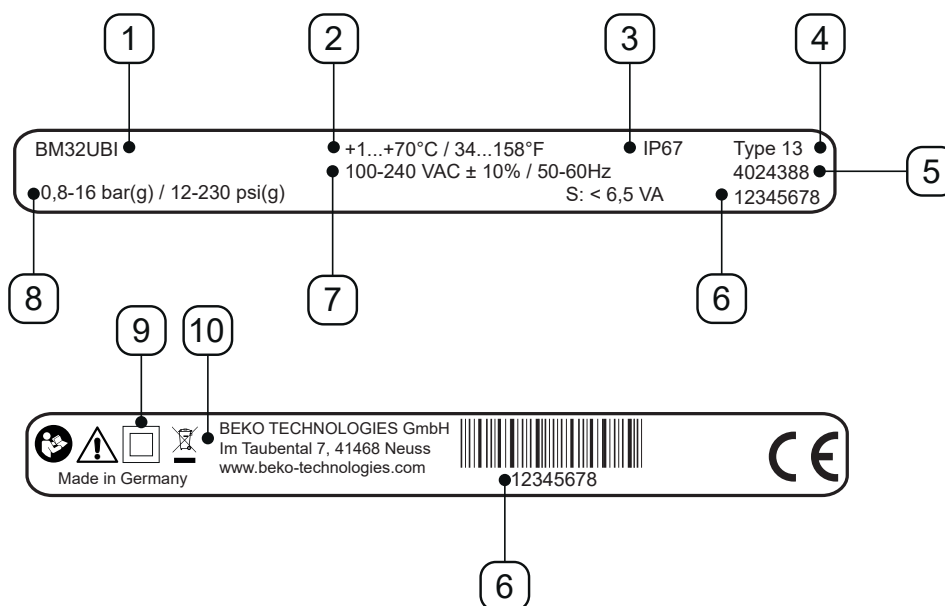 1 2 3 4
BM32UBI +1...+70°C / 34...158°F IP67 Type 13
100-240 VAC ± 10% / 50-60Hz 4024388
5
0,8-16 bar(g) / 12-230 psi(g) S: < 6,5 VA 12345678
8 7 6
9 10
BEKO TECHNOLOGIES GmbH
Im Taubental 7, 41468 Neuss
www.beko-technologies.com
Made in Germany
12345678
CE
6